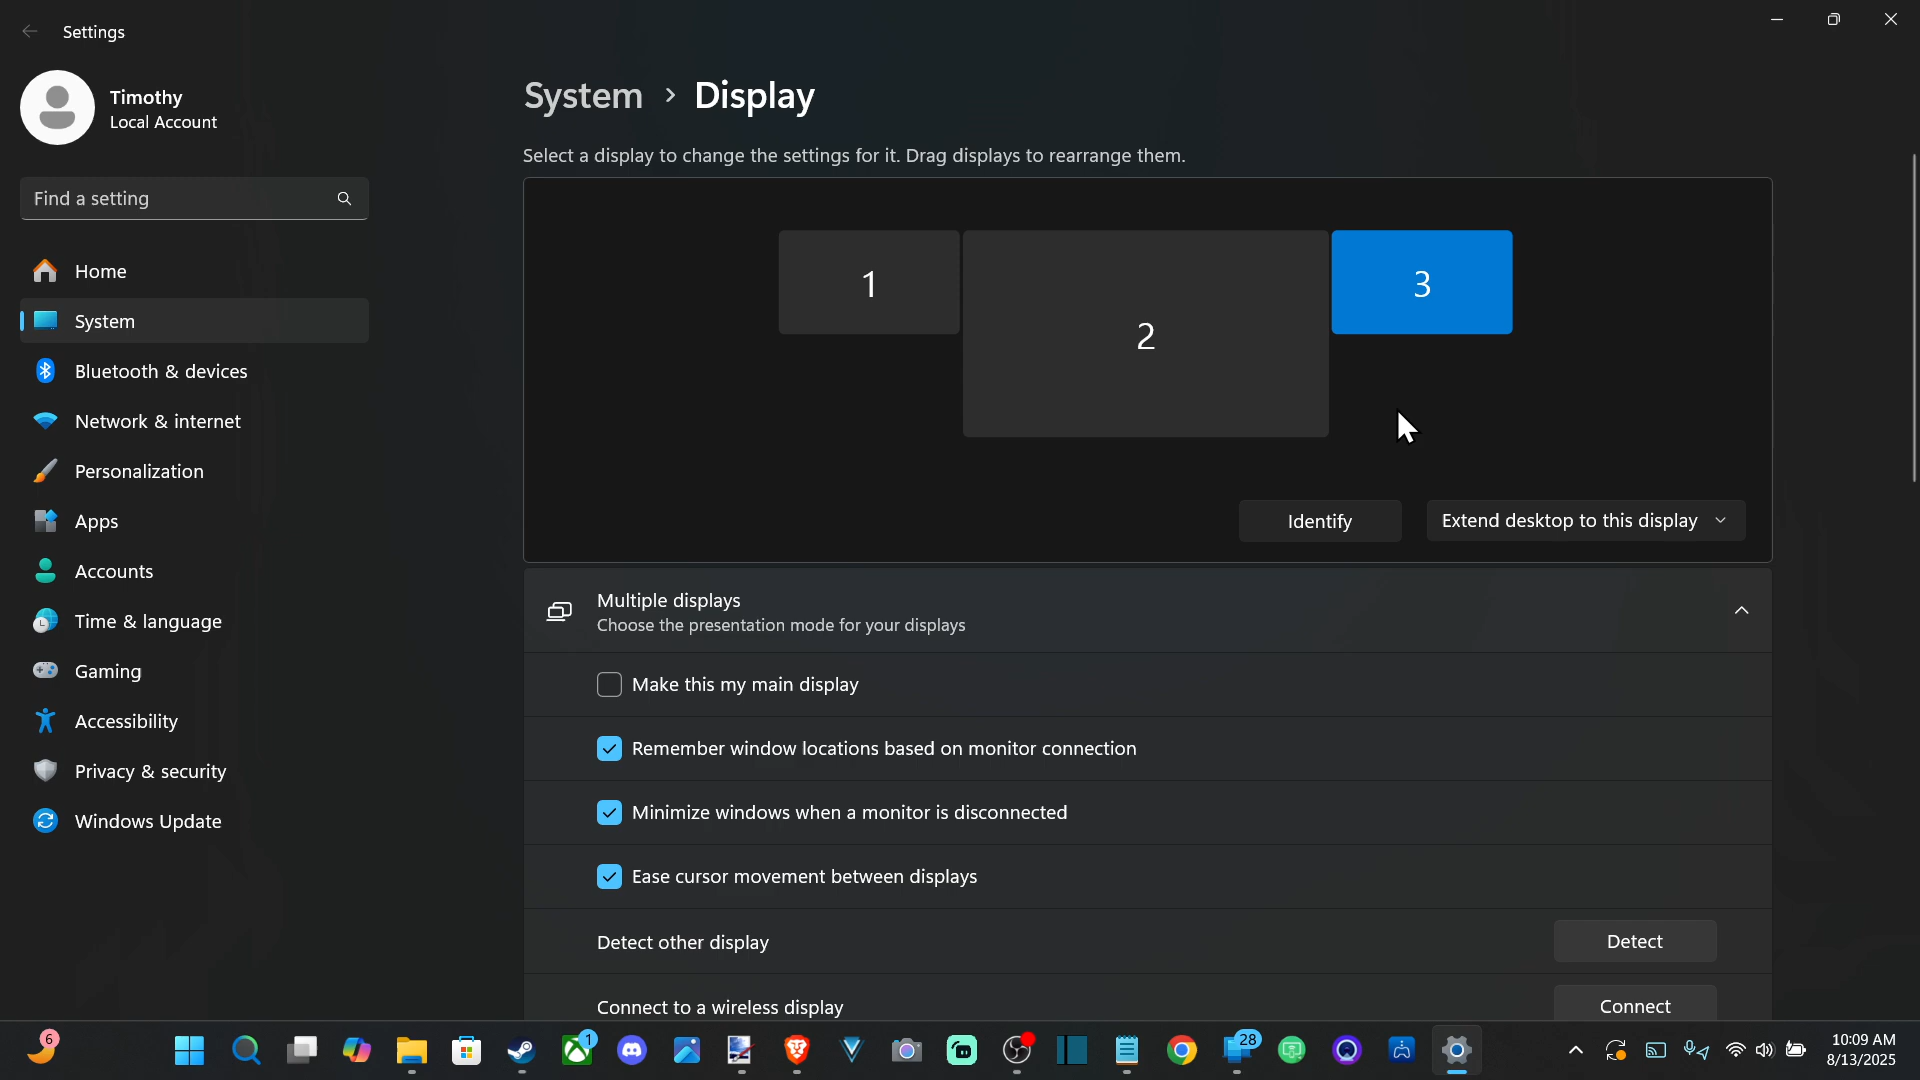 Settings
Timothy
Local Account
Find a setting
Home
System
Bluetooth & devices
Network & internet
Personalization
Apps
Accounts
Time & language
Gaming
Accessibility
Privacy & security
Windows Update
System > Display
Select a display to change the settings for it. Drag displays to rearrange them.
1
2
3
Identify
Extend desktop to this display
Multiple displays
Choose the presentation mode for your displays
Make this my main display
Remember window locations based on monitor connection
Minimize windows when a monitor is disconnected
Ease cursor movement between displays
Detect other display
Detect
Connect to a wireless display
Connect
6
1
28
10:09 AM
8/13/2025